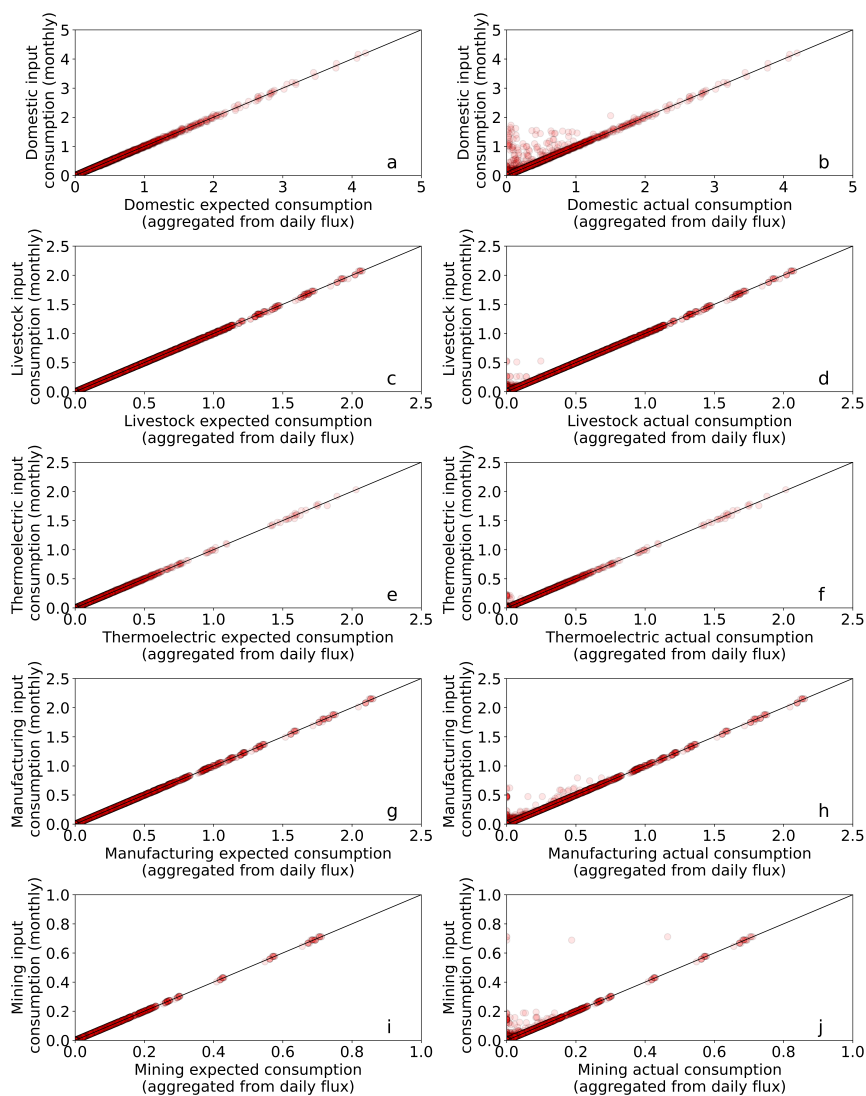 Domestic input
consumption (monthly)
5
4
3
2
1
0
a
0 1 2 3 4 5
Domestic expected consumption
(aggregated from daily flux)
Domestic input
consumption (monthly)
5
4
3
2
1
0
b
0 1 2 3 4 5
Domestic actual consumption
(aggregated from daily flux)
Livestock input
consumption (monthly)
2.5
2.0
1.5
1.0
0.5
0.0
c
0.0 0.5 1.0 1.5 2.0 2.5
Livestock expected consumption
(aggregated from daily flux)
Livestock input
consumption (monthly)
2.5
2.0
1.5
1.0
0.5
0.0
d
0.0 0.5 1.0 1.5 2.0 2.5
Livestock actual consumption
(aggregated from daily flux)
Thermoelectric input
consumption (monthly)
2.5
2.0
1.5
1.0
0.5
0.0
e
0.0 0.5 1.0 1.5 2.0 2.5
Thermoelectric expected consumption
(aggregated from daily flux)
Thermoelectric input
consumption (monthly)
2.5
2.0
1.5
1.0
0.5
0.0
f
0.0 0.5 1.0 1.5 2.0 2.5
Thermoelectric actual consumption
(aggregated from daily flux)
Manufacturing input
consumption (monthly)
2.5
2.0
1.5
1.0
0.5
0.0
g
0.0 0.5 1.0 1.5 2.0 2.5
Manufacturing expected consumption
(aggregated from daily flux)
Manufacturing input
consumption (monthly)
2.5
2.0
1.5
1.0
0.5
0.0
h
0.0 0.5 1.0 1.5 2.0 2.5
Manufacturing actual consumption
(aggregated from daily flux)
Mining input
consumption (monthly)
1.0
0.8
0.6
0.4
0.2
0.0
i
0.0 0.2 0.4 0.6 0.8 1.0
Mining expected consumption
(aggregated from daily flux)
Mining input
consumption (monthly)
1.0
0.8
0.6
0.4
0.2
0.0
j
0.0 0.2 0.4 0.6 0.8 1.0
Mining actual consumption
(aggregated from daily flux)